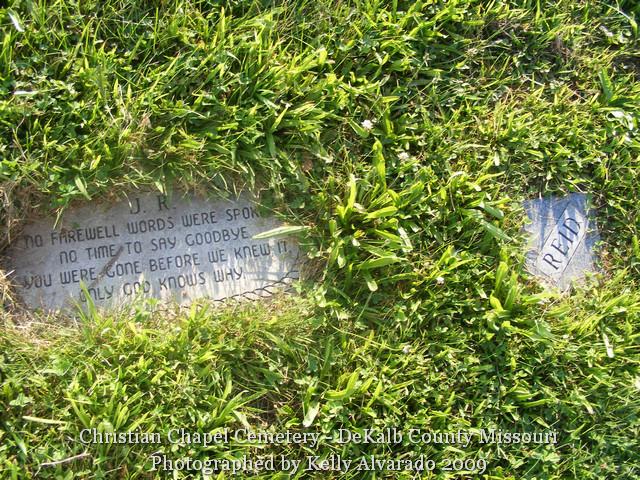 J. R.
NO FAREWELL WORDS WERE SPOKEN
NO TIME TO SAY GOODBYE
YOU WERE GONE BEFORE WE KNEW IT,
ONLY GOD KNOWS WHY.
REID
Christian Chapel Cemetery - DeKalb County Missouri
Photographed by Kelly Alvarado 2009